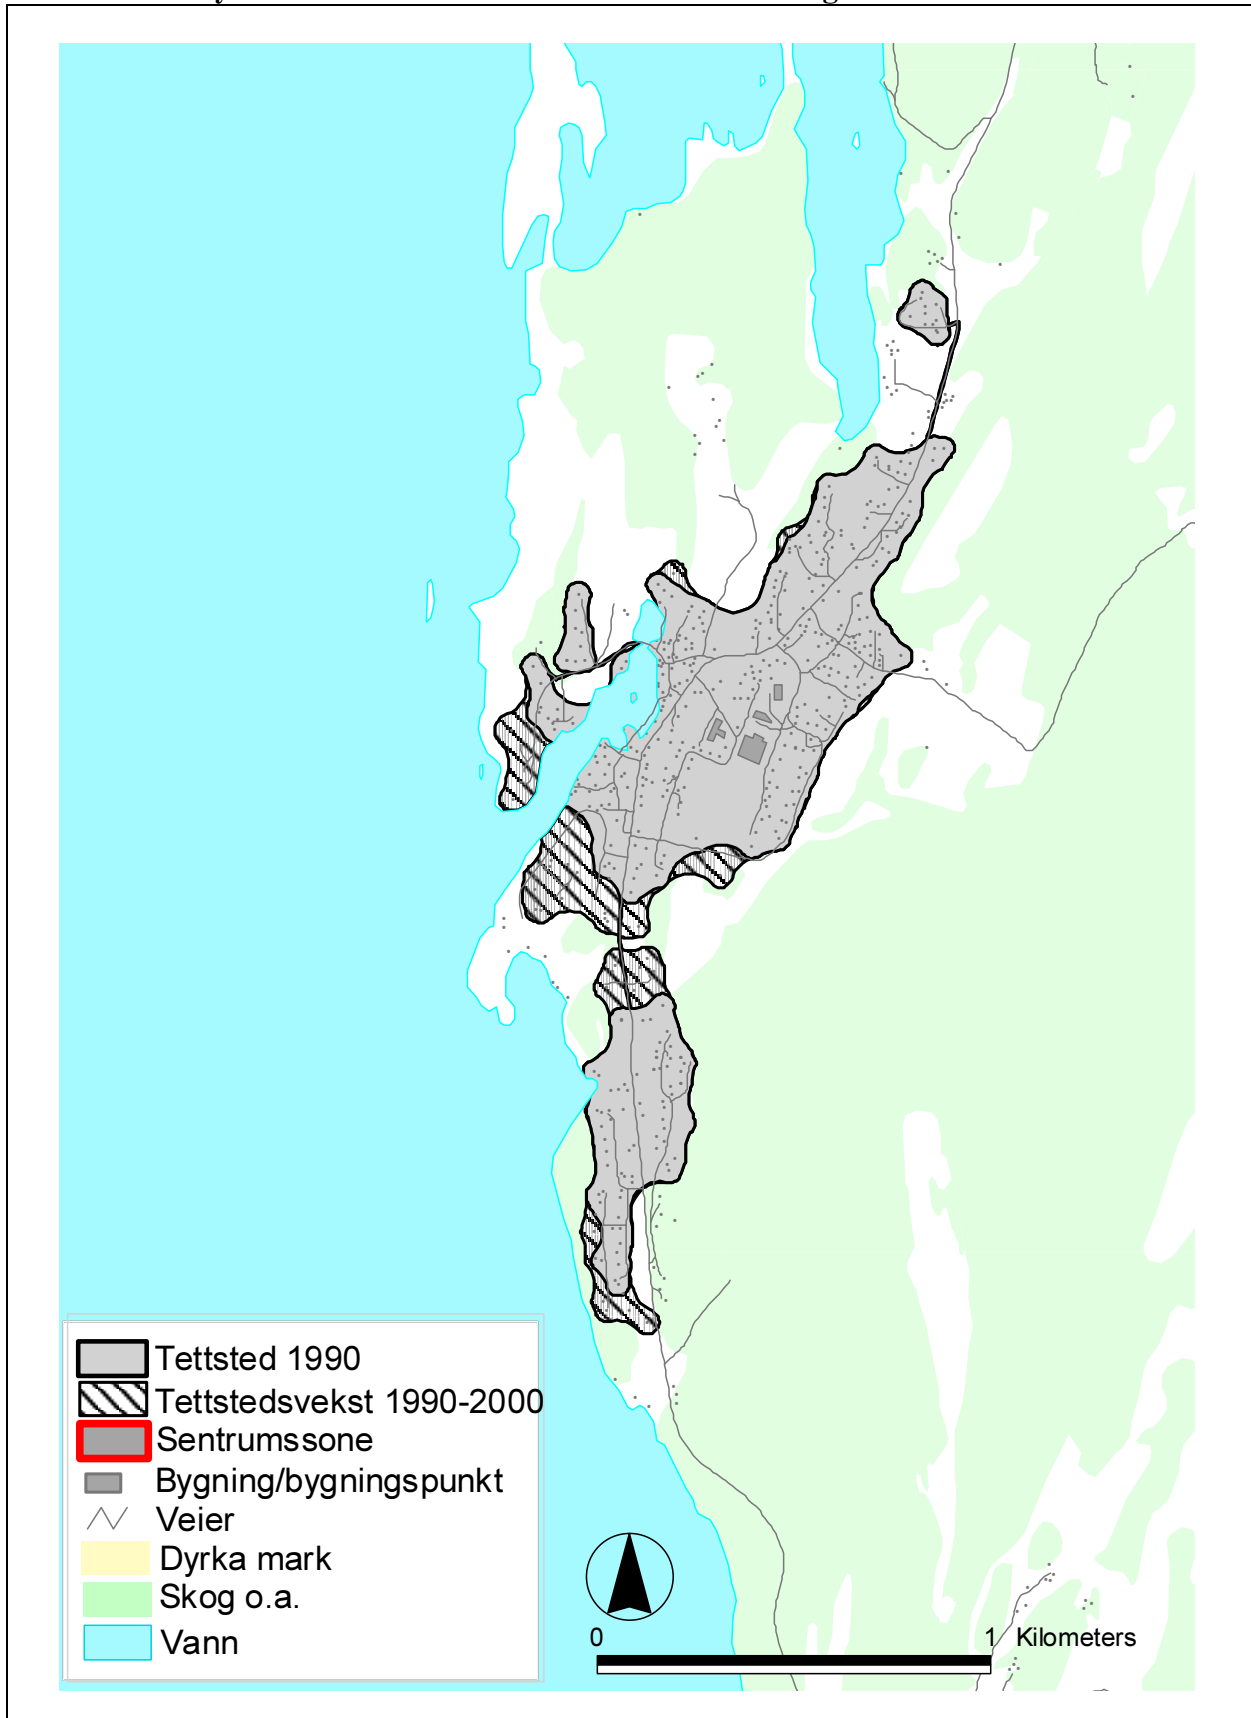 Tettsted 1990
Tettstedsvekst 1990-2000
Sentrumssone
Bygning/bygningspunkt
Veier
Dyrka mark
Skog o.a.
Vann
0 1 Kilometers